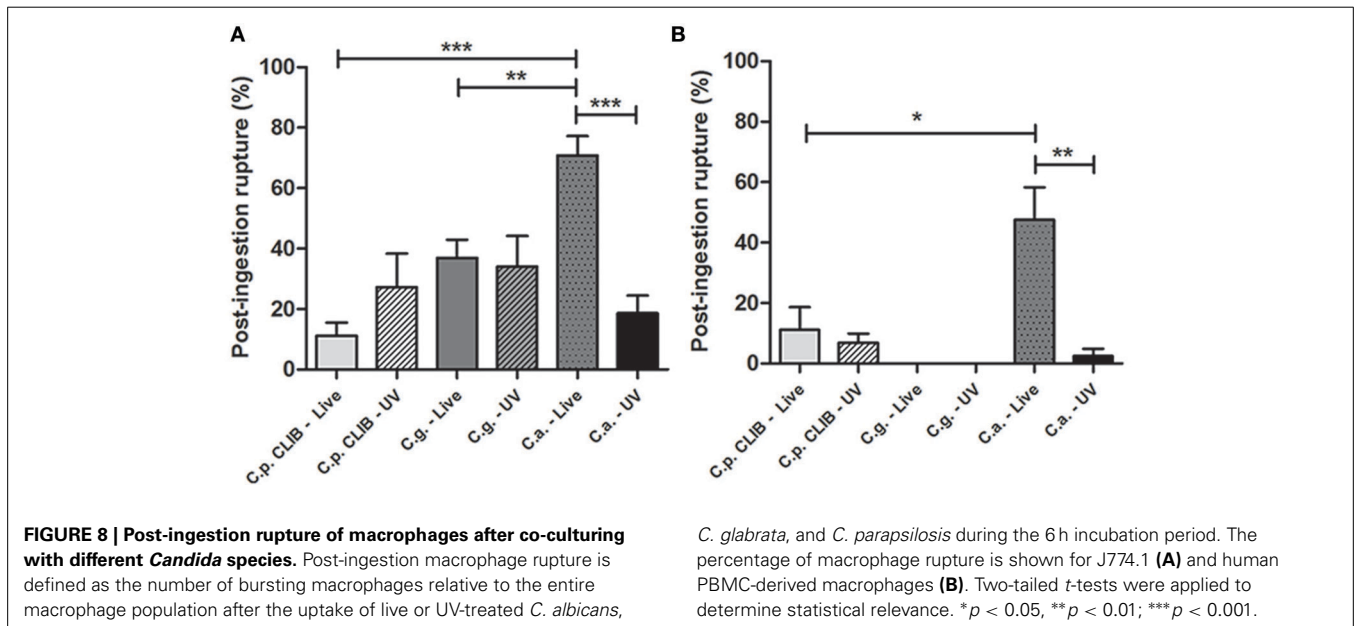 A
Post-ingestion rupture (%)
100
80
60
40
20
0
***
**
***
C.p. CLIB - Live
C.p. CLIB - UV
C.g. - Live
C.g. - UV
C.a. - Live
C.a. - UV
B
Post-ingestion rupture (%)
100
80
60
40
20
0
*
**
C.p. CLIB - Live
C.p. CLIB - UV
C.g. - Live
C.g. - UV
C.a. - Live
C.a. - UV
FIGURE 8 | Post-ingestion rupture of macrophages after co-culturing
with different Candida species. Post-ingestion macrophage rupture is
defined as the number of bursting macrophages relative to the entire
macrophage population after the uptake of live or UV-treated C. albicans,
C. glabrata, and C. parapsilosis during the 6 h incubation period. The
percentage of macrophage rupture is shown for J774.1 (A) and human
PBMC-derived macrophages (B). Two-tailed t-tests were applied to
determine statistical relevance. *p < 0.05, **p < 0.01; ***p < 0.001.